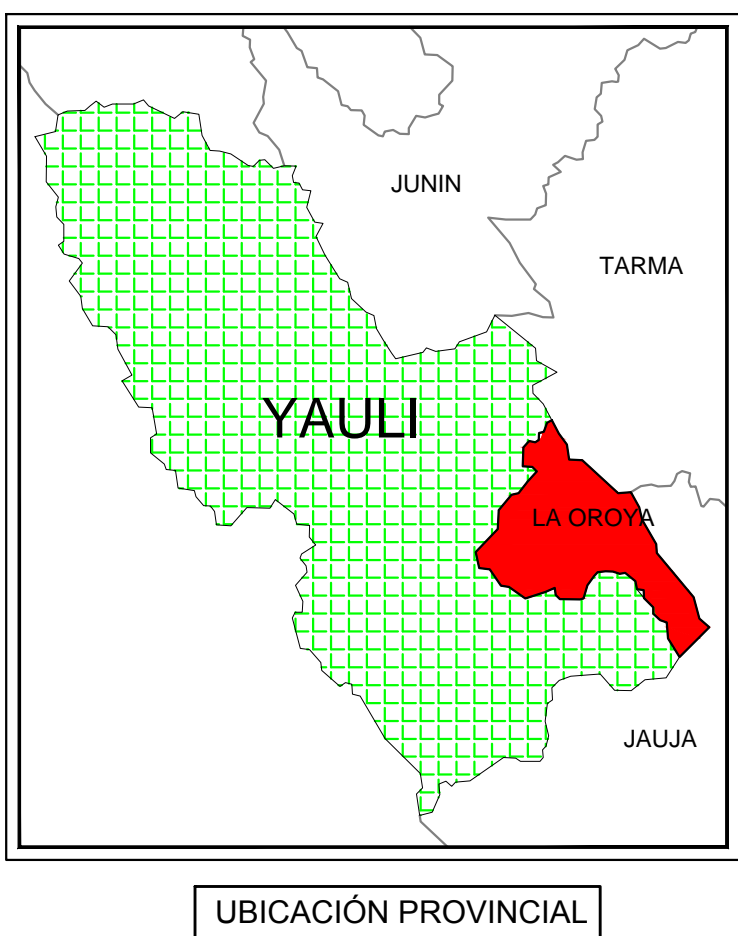 JUNIN
TARMA
YAULI
LA OROYA
JAUJA
UBICACIÓN PROVINCIAL